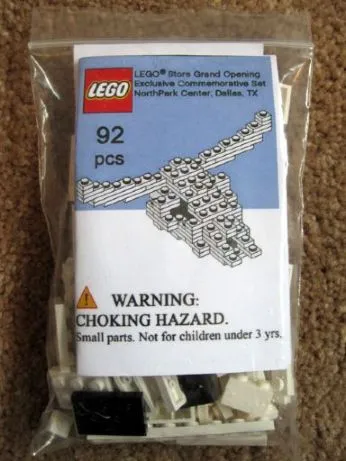 LEGO
LEGO® Store Grand Opening
Exclusive Commemorative Set
NorthPark Center, Dallas, TX
92
pcs
WARNING:
CHOKING HAZARD.
Small parts. Not for children under 3 yrs.